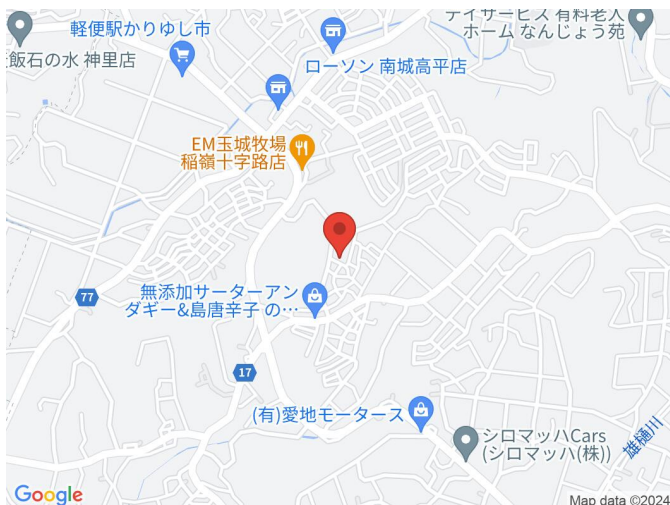 デイサービス 有料老人
ホーム なんじょう苑
軽便駅かりゆし市
飯石の水 神里店
ローソン 南城高平店
EM玉城牧場
稲嶺十字路店
77
無添加サーターアン
ダギー&島唐辛子 の…
17
(有)愛地モータース
シロマッハCars
(シロマッハ(株))
雄樋川
Google
Map data ©2024